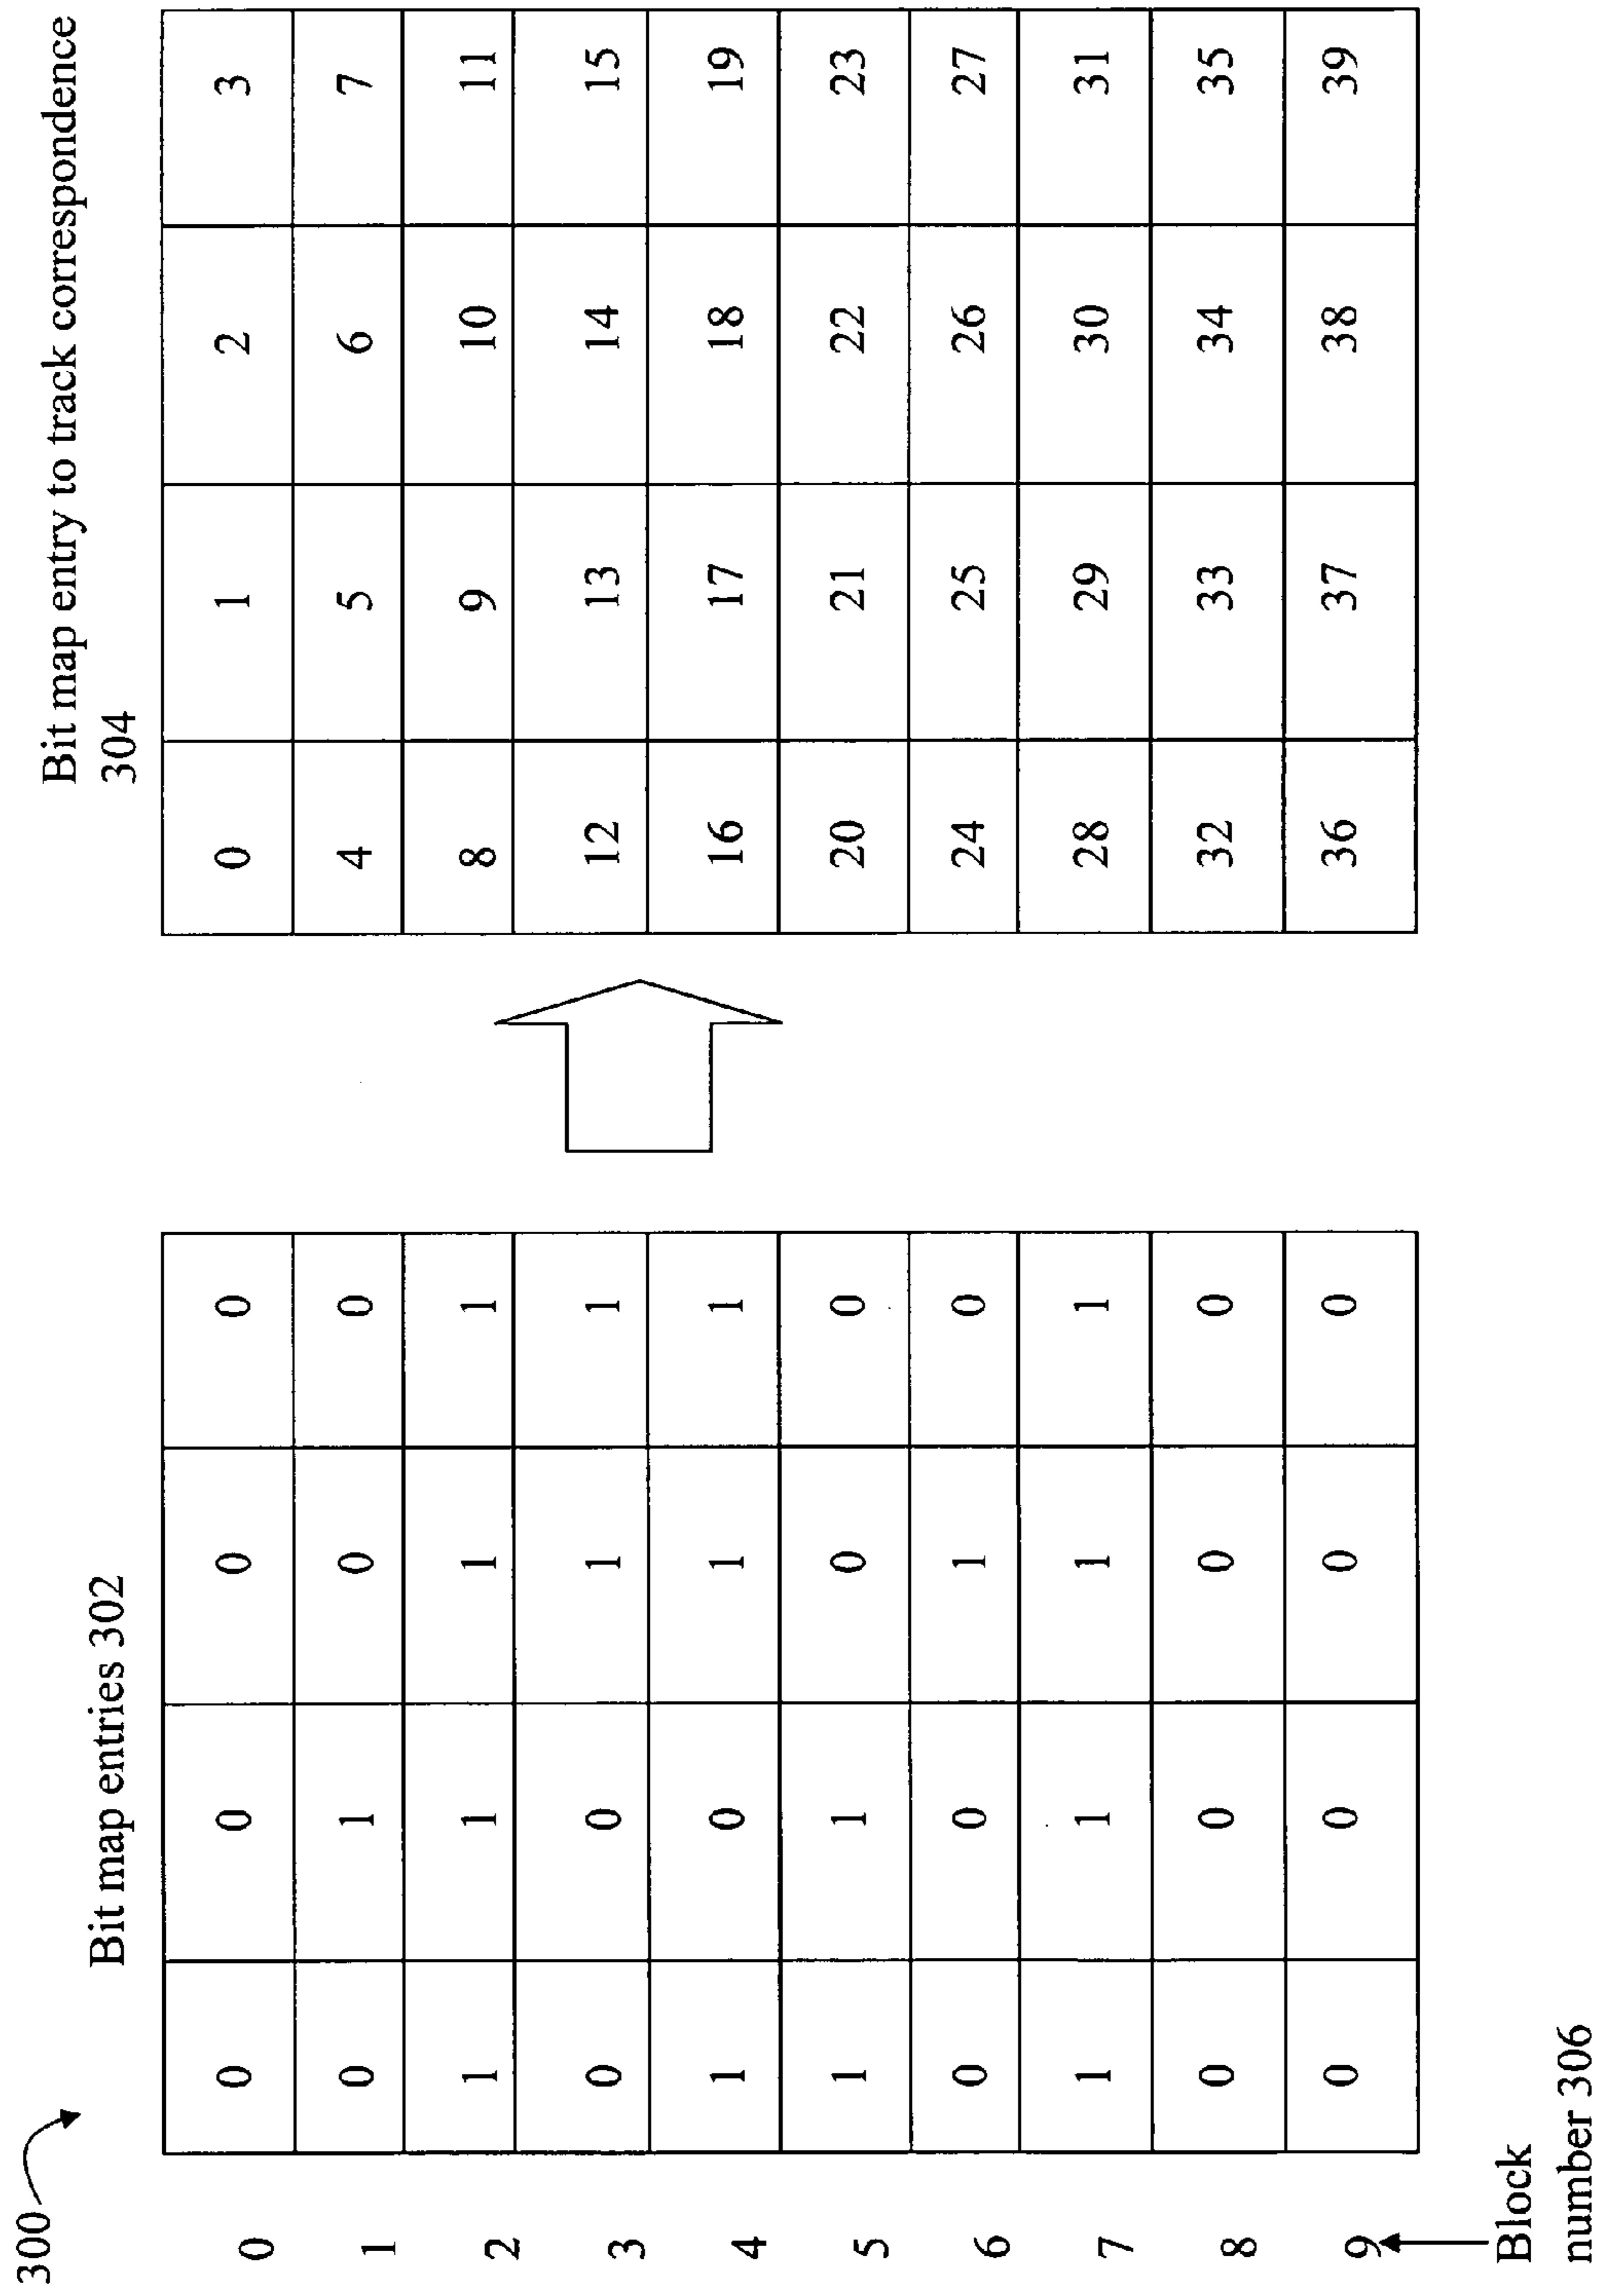 300
Bit map entries 302
Bit map entry to track correspondence
304
0 0 0 0 0 0 1 2 3
1 0 1 0 0 4 5 6 7
2 1 1 1 1 8 9 10 11
3 0 0 1 1 12 13 14 15
4 1 0 1 1 16 17 18 19
5 1 1 0 0 20 21 22 23
6 0 0 1 0 24 25 26 27
7 1 1 1 1 28 29 30 31
8 0 0 0 0 32 33 34 35
9 0 0 0 0 36 37 38 39
Block
number 306